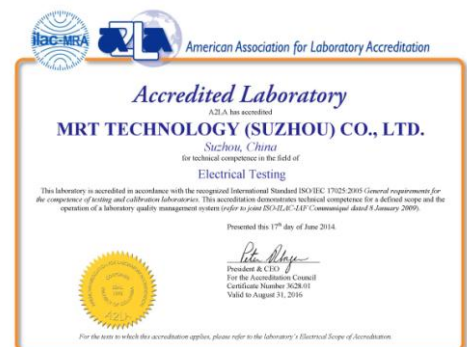 ilac-MRA
A2LA
American Association for Laboratory Accreditation
Accredited Laboratory
A2LA has accredited
MRT TECHNOLOGY (SUZHOU) CO., LTD.
Suzhou, China
for technical competence in the field of
Electrical Testing
This laboratory is accredited in accordance with the recognized International Standard ISO/IEC 17025:2005 General requirements for
the competence of testing and calibration laboratories. This accreditation demonstrates technical competence for a defined scope and the
operation of a laboratory quality management system (refer to joint ISO-ILAC-IAF Communiqué dated 8 January 2009).
Presented this 17th day of June 2014.
President & CEO
For the Accreditation Council
Certificate Number 3628.01
Valid to August 31, 2016
A2LA
For the tests to which this accreditation applies, please refer to the laboratory's Electrical Scope of Accreditation.